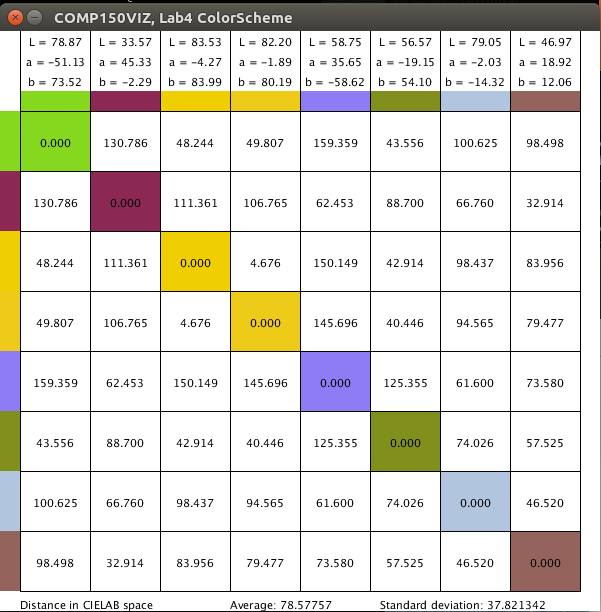 COMP150VIZ, Lab4 ColorScheme
L = 78.87 L = 33.57 L = 83.53 L = 82.20 L = 58.75 L = 56.57 L = 79.05 L = 46.97
a = -51.13 a = 45.33 a = -4.27 a = -1.89 a = 35.65 a = -19.15 a = -2.03 a = 18.92
b = 73.52 b = -2.29 b = 83.99 b = 80.19 b = -58.62 b = 54.10 b = -14.32 b = 12.06
0.000 130.786 48.244 49.807 159.359 43.556 100.625 98.498
130.786 0.000 111.361 106.765 62.453 88.700 66.760 32.914
48.244 111.361 0.000 4.676 150.149 42.914 98.437 83.956
49.807 106.765 4.676 0.000 145.696 40.446 94.565 79.477
159.359 62.453 150.149 145.696 0.000 125.355 61.600 73.580
43.556 88.700 42.914 40.446 125.355 0.000 74.026 57.525
100.625 66.760 98.437 94.565 61.600 74.026 0.000 46.520
98.498 32.914 83.956 79.477 73.580 57.525 46.520 0.000
Distance in CIELAB space Average: 78.57757 Standard deviation: 37.821342